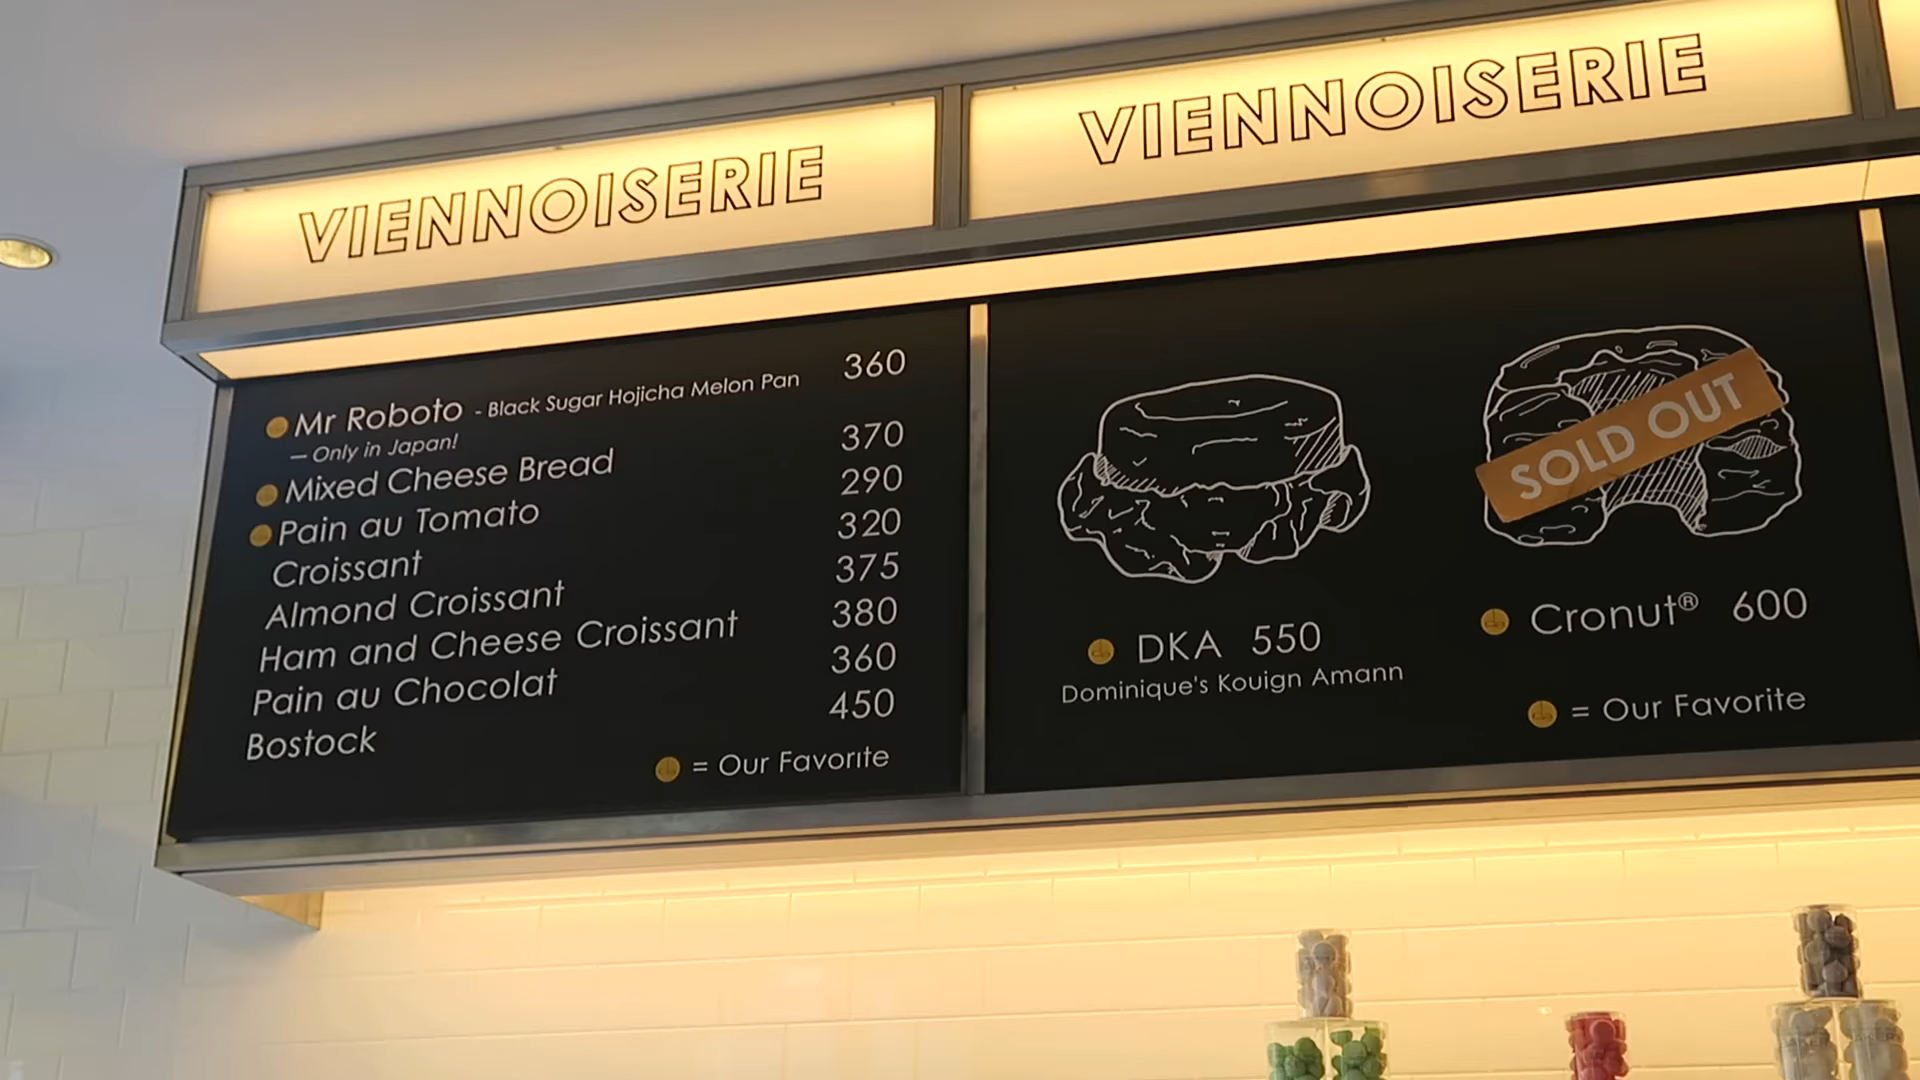 VIENNOISERIE
Mr Roboto - Black Sugar Hojicha Melon Pan 360
— Only in Japan!
Mixed Cheese Bread 370
Pain au Tomato 290
Croissant 320
Almond Croissant 375
Ham and Cheese Croissant 380
Pain au Chocolat 360
Bostock 450
= Our Favorite
VIENNOISERIE
SOLD OUT
DKA 550
Dominique's Kouign Amann
Cronut® 600
= Our Favorite